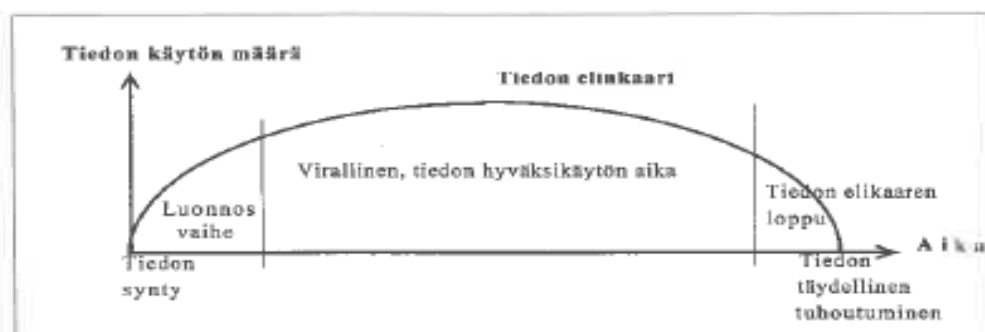 Tiedon käytön määrä
Tiedon elinkaari
Virallinen, tiedon hyväksikäytön aika
Luonnos
vaihe
Tiedon elikaaren
loppu
Aika
Tiedon
synty
Tiedon
täydellinen
tuhoutuminen